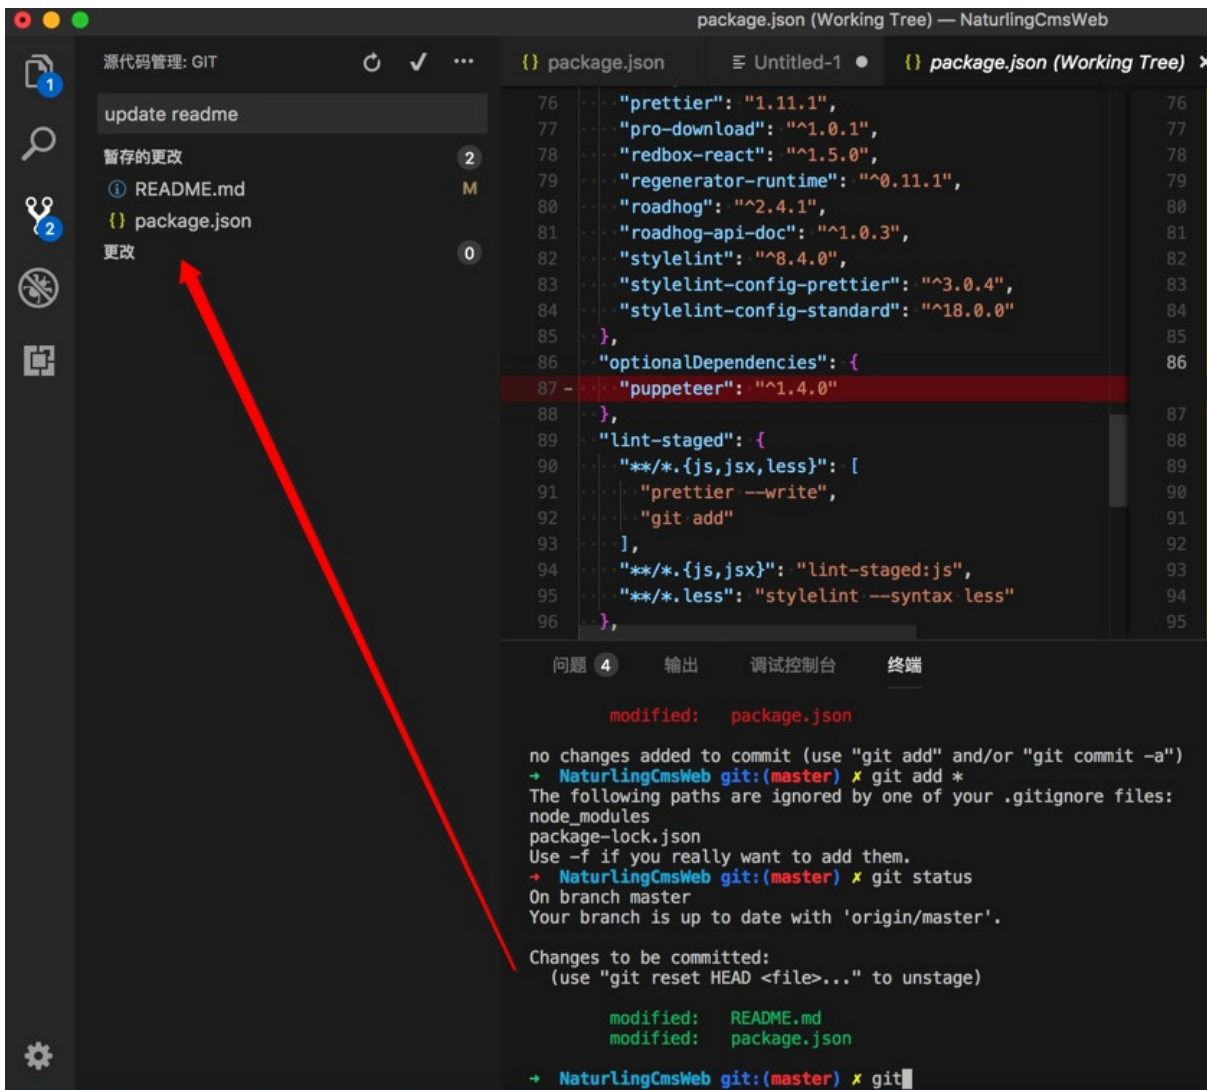 package.json (Working Tree) — NaturlingCmsWeb
源代码管理: GIT
{} package.json
Untitled-1 ●
{} package.json (Working Tree)
1
update readme
暂存的更改 2
README.md M
{} package.json
更改 0
2
76 "prettier": "1.11.1", 76
77 "pro-download": "^1.0.1", 77
78 "redbox-react": "^1.5.0", 78
79 "regenerator-runtime": "^0.11.1", 79
80 "roadhog": "^2.4.1", 80
81 "roadhog-api-doc": "^1.0.3", 81
82 "stylelint": "^8.4.0", 82
83 "stylelint-config-prettier": "^3.0.4", 83
84 "stylelint-config-standard": "^18.0.0" 84
85 }, 85
86 "optionalDependencies": { 86
87 - "puppeteer": "^1.4.0"
88 }, 87
89 "lint-staged": { 88
90 "**/*.{js,jsx,less}": [ 89
91 "prettier --write", 90
92 "git add" 91
93 ], 92
94 "**/*.{js,jsx}": "lint-staged:js", 93
95 "**/*.less": "stylelint --syntax less" 94
96 }, 95
问题 4 输出 调试控制台 终端
modified: package.json
no changes added to commit (use "git add" and/or "git commit -a")
→ NaturlingCmsWeb git:(master) ✗ git add *
The following paths are ignored by one of your .gitignore files:
node_modules
package-lock.json
Use -f if you really want to add them.
→ NaturlingCmsWeb git:(master) ✗ git status
On branch master
Your branch is up to date with 'origin/master'.
Changes to be committed:
(use "git reset HEAD <file>..." to unstage)
modified: README.md
modified: package.json
→ NaturlingCmsWeb git:(master) ✗ git